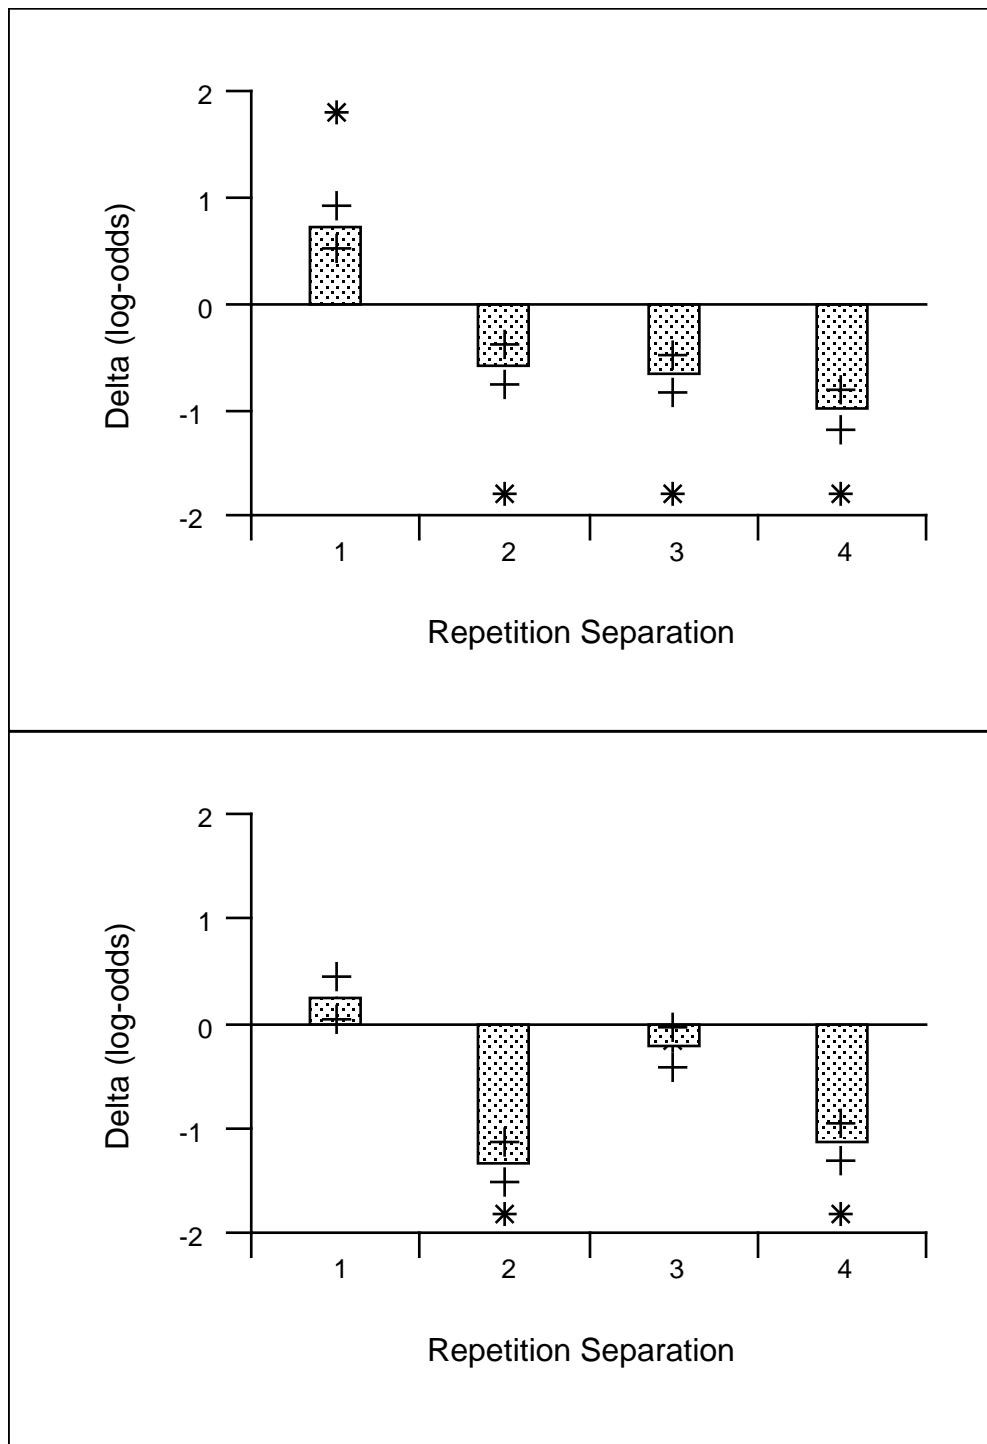 2
1
0
-1
-2
Delta (log-odds)
1 2 3 4
Repetition Separation
2
1
0
-1
-2
Delta (log-odds)
1 2 3 4
Repetition Separation